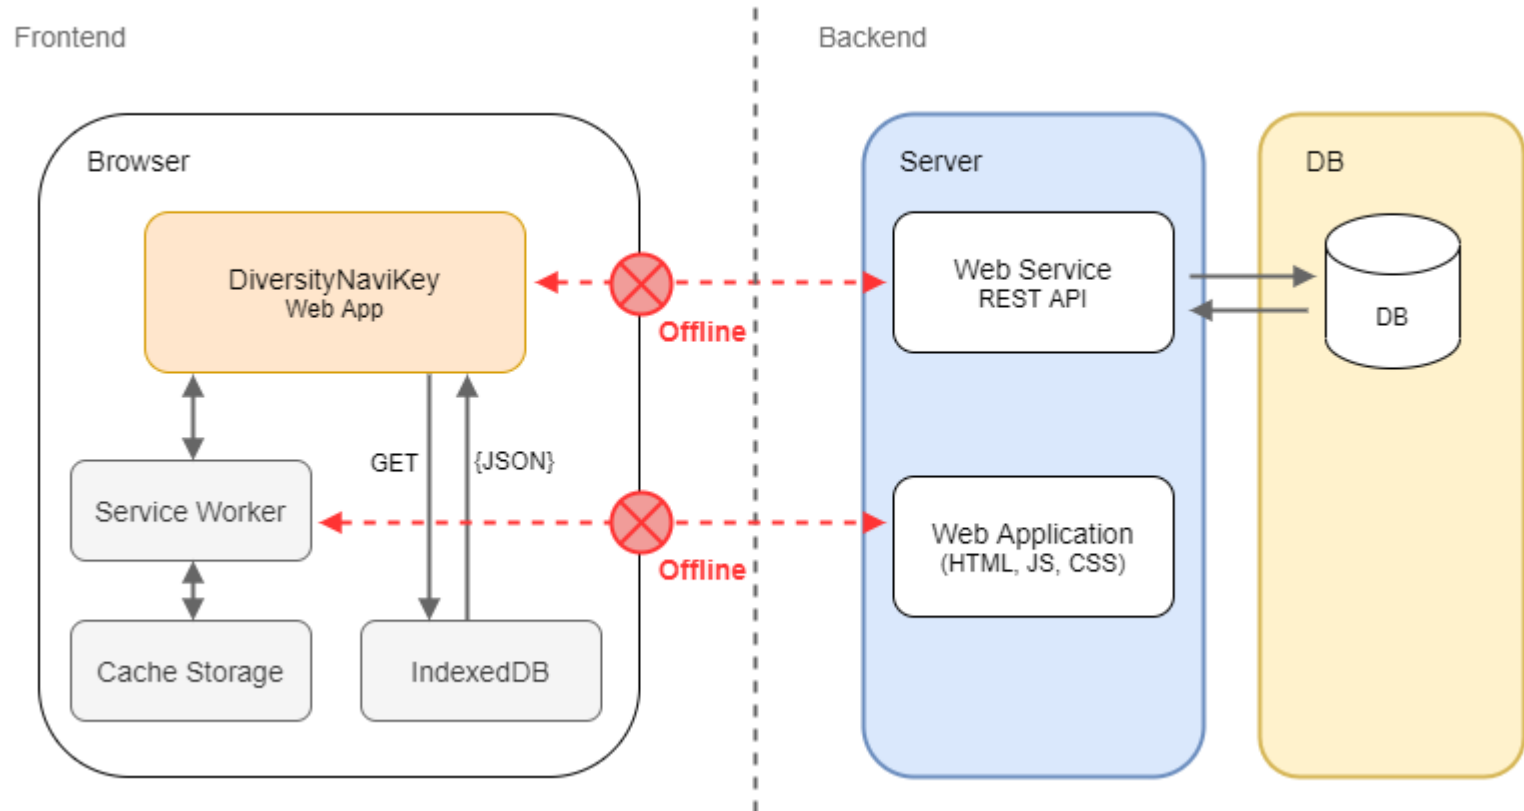 Frontend
Backend
Browser
Server
DB
DiversityNaviKey
Web App
Web Service
REST API
DB
Offline
GET
{JSON}
Service Worker
Web Application
(HTML, JS, CSS)
Offline
Cache Storage
IndexedDB